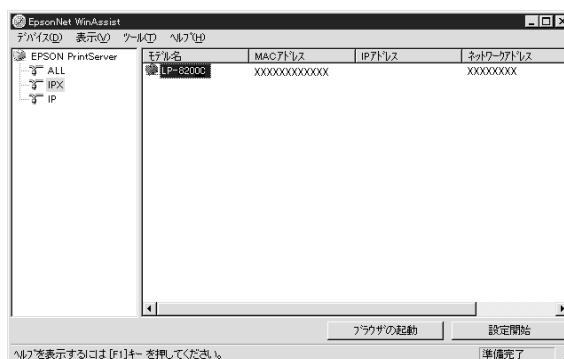 EpsonNet WinAssist
ﾃﾞﾊﾞｲｽ(D) 表示(V) ﾂｰﾙ(T) ﾍﾙﾌﾟ(H)
EPSON PrintServer
ALL
IPX
IP
ﾓﾃﾞﾙ名 MACｱﾄﾞﾚｽ IPｱﾄﾞﾚｽ ﾈｯﾄﾜｰｸｱﾄﾞﾚｽ
LP-8200C XXXXXXXXXXXX XXXXXXXX
ﾌﾞﾗｳｻﾞの起動 設定開始
ﾍﾙﾌﾟを表示するには [F1]キー を押してください。 準備完了